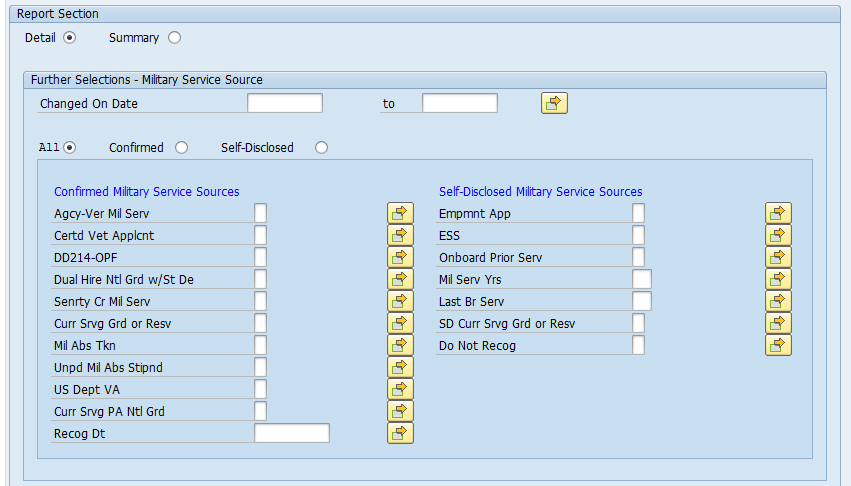 Report Section
Detail Summary
Further Selections - Military Service Source
Changed On Date to
All Confirmed Self-Disclosed
Confirmed Military Service Sources
Agcy-Ver Mil Serv
Certd Vet Applcnt
DD214-OPF
Dual Hire Ntl Grd w/St De
Senrty Cr Mil Serv
Curr Srvg Grd or Resv
Mil Abs Tkn
Unpd Mil Abs Stipnd
US Dept VA
Curr Srvg PA Ntl Grd
Recog Dt
Self-Disclosed Military Service Sources
Empmnt App
ESS
Onboard Prior Serv
Mil Serv Yrs
Last Br Serv
SD Curr Srvg Grd or Resv
Do Not Recog